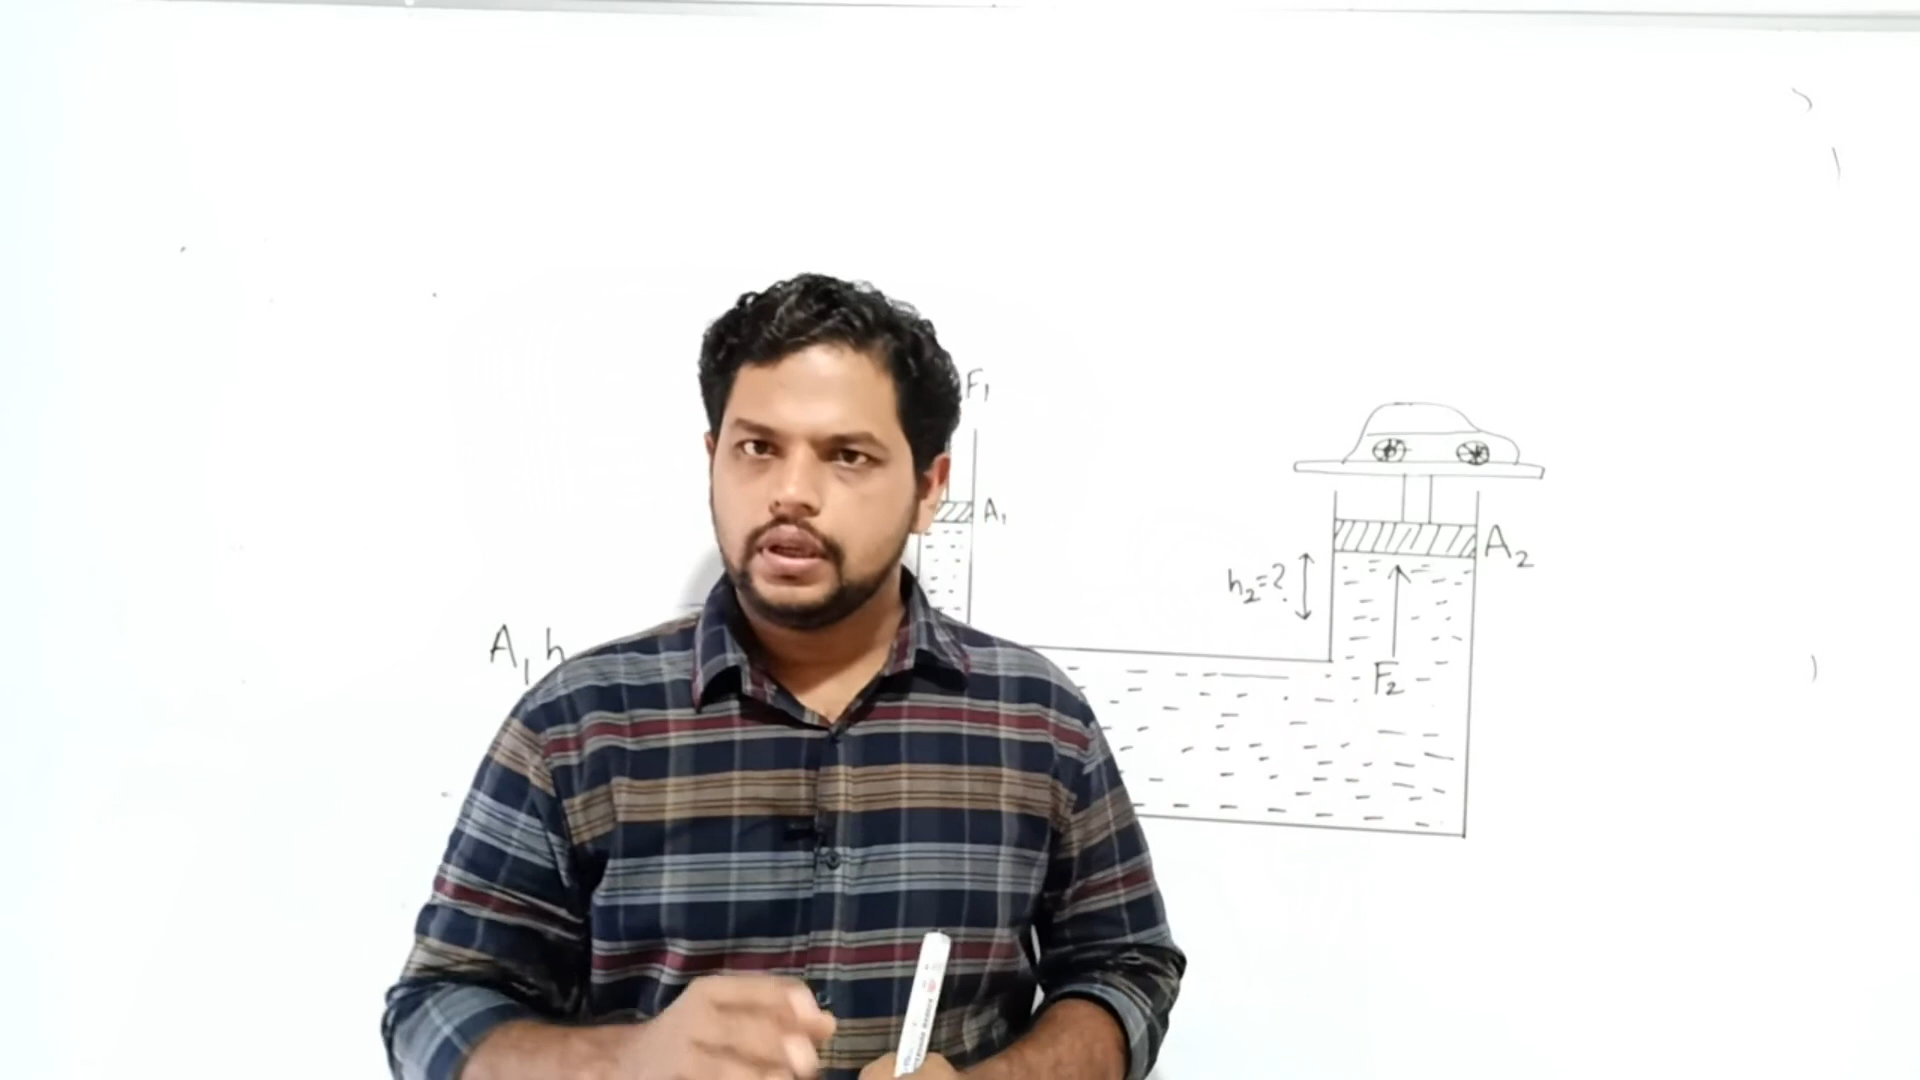 F₁
A₁
A₂
h₂=?
F₂
A₁h